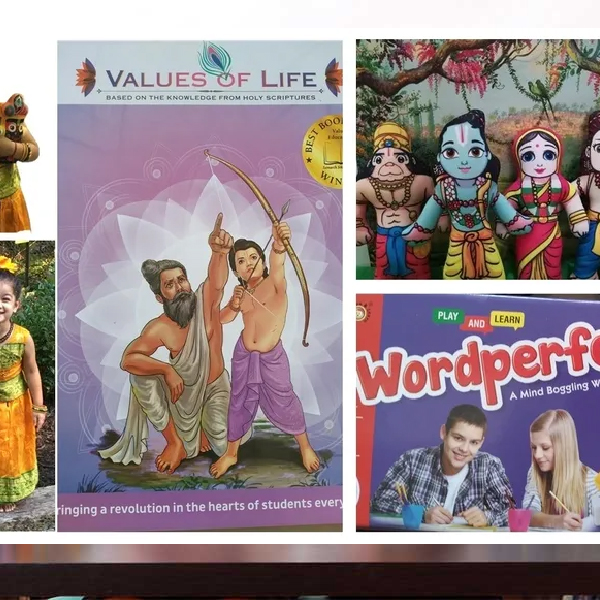 VALUES OF LIFE
BASED ON THE KNOWLEDGE FROM HOLY SCRIPTURES
BEST BOO
WIN
ringing a revolution in the hearts of students every
PLAY AND LEARN
Wordperfe
A Mind Boggling W